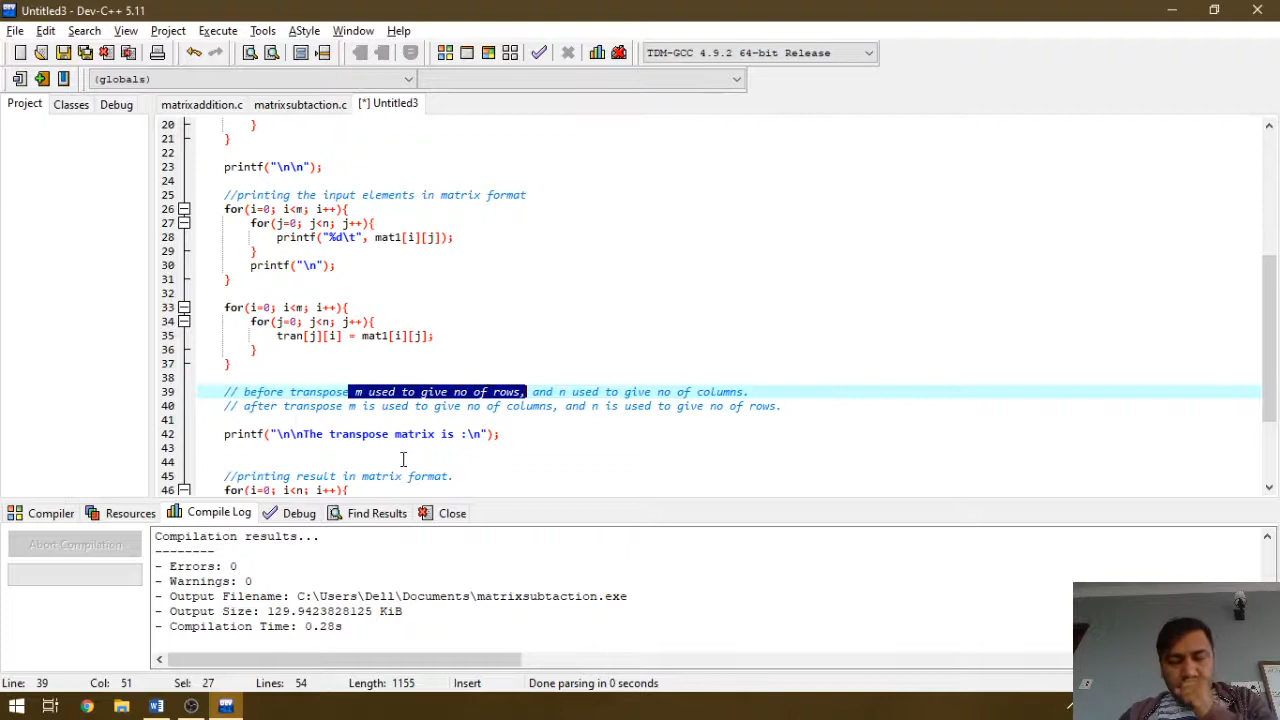 Untitled3 - Dev-C++ 5.11
File Edit Search View Project Execute Tools AStyle Window Help
TDM-GCC 4.9.2 64-bit Release
(globals)
Project Classes Debug matrixaddition.c matrixsubtaction.c [*] Untitled3
20 }
21 }
22
23 printf("\n\n");
24
25 //printing the input elements in matrix format
26 for(i=0; i<m; i++){
27 for(j=0; j<n; j++){
28 printf("%d\t", mat1[i][j]);
29 }
30 printf("\n");
31 }
32
33 for(i=0; i<m; i++){
34 for(j=0; j<n; j++){
35 tran[j][i] = mat1[i][j];
36 }
37 }
38
39 // before transpose m used to give no of rows, and n used to give no of columns.
40 // after transpose m is used to give no of columns, and n is used to give no of rows.
41
42 printf("\n\nThe transpose matrix is :\n");
43
44
45 //printing result in matrix format.
46 for(i=0; i<n; i++){
Compiler Resources Compile Log Debug Find Results Close
Abort Compilation
Compilation results...
--------
- Errors: 0
- Warnings: 0
- Output Filename: C:\Users\Dell\Documents\matrixsubtaction.exe
- Output Size: 129.9423828125 KiB
- Compilation Time: 0.28s
Line: 39 Col: 51 Sel: 27 Lines: 54 Length: 1155 Insert Done parsing in 0 seconds